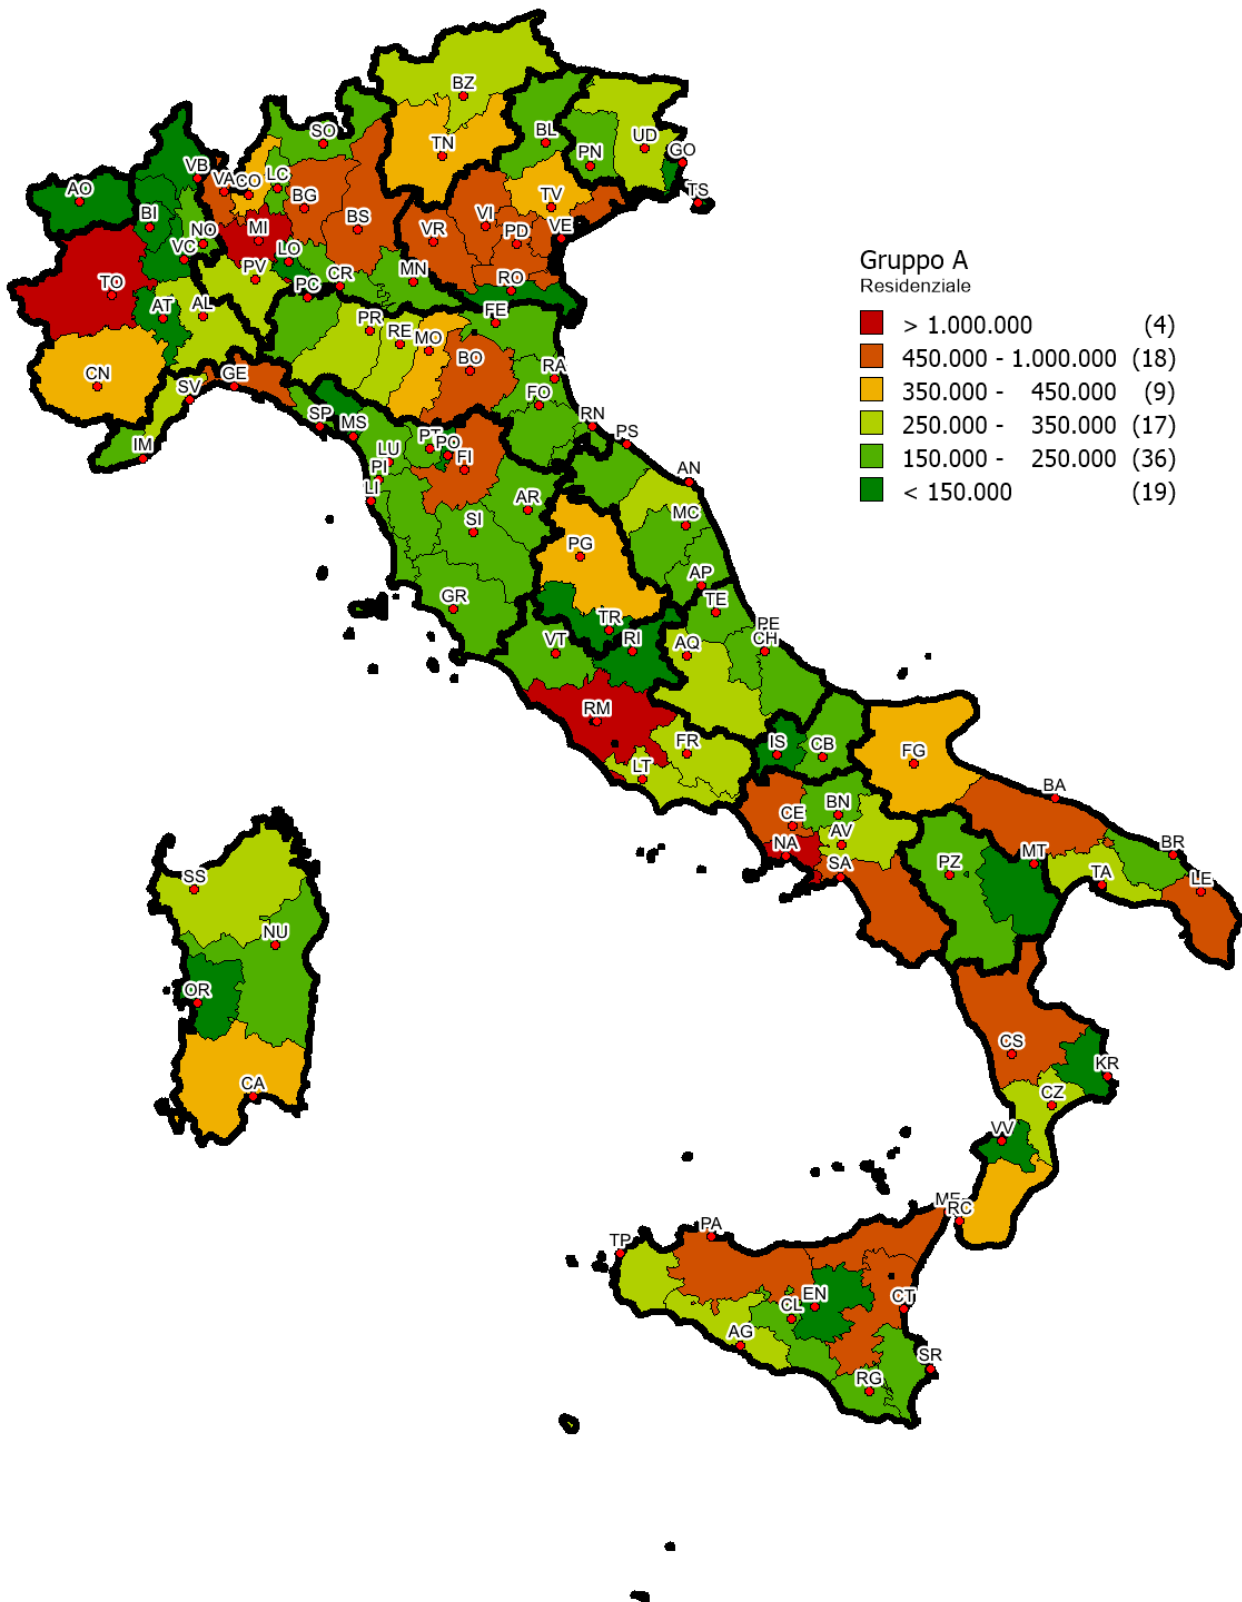 BZ
SO
BL
UD
TN
PN
GO
VB
LC
AO
VA
CO
BG
TV
TS
BI
MI
BS
VI
VE
NO
VR
PD
VC
LO
TO
PV
PC
CR
MN
RO
AT
AL
PR
FE
RE
MO
BO
CN
SV
GE
RA
FO
SP
MS
RN
PS
IM
LU
PT
PO
FI
PI
LI
AN
AR
MC
SI
PG
AP
GR
TE
TR
PE
CH
VT
RI
AQ
RM
FR
IS
CB
FG
LT
BA
CE
BN
AV
NA
SA
PZ
MT
BR
TA
LE
SS
NU
OR
CA
CS
KR
CZ
VV
ME
RC
TP
PA
EN
CL
CT
AG
SR
RG
Gruppo A
Residenziale
> 1.000.000 (4)
450.000 - 1.000.000 (18)
350.000 - 450.000 (9)
250.000 - 350.000 (17)
150.000 - 250.000 (36)
< 150.000 (19)